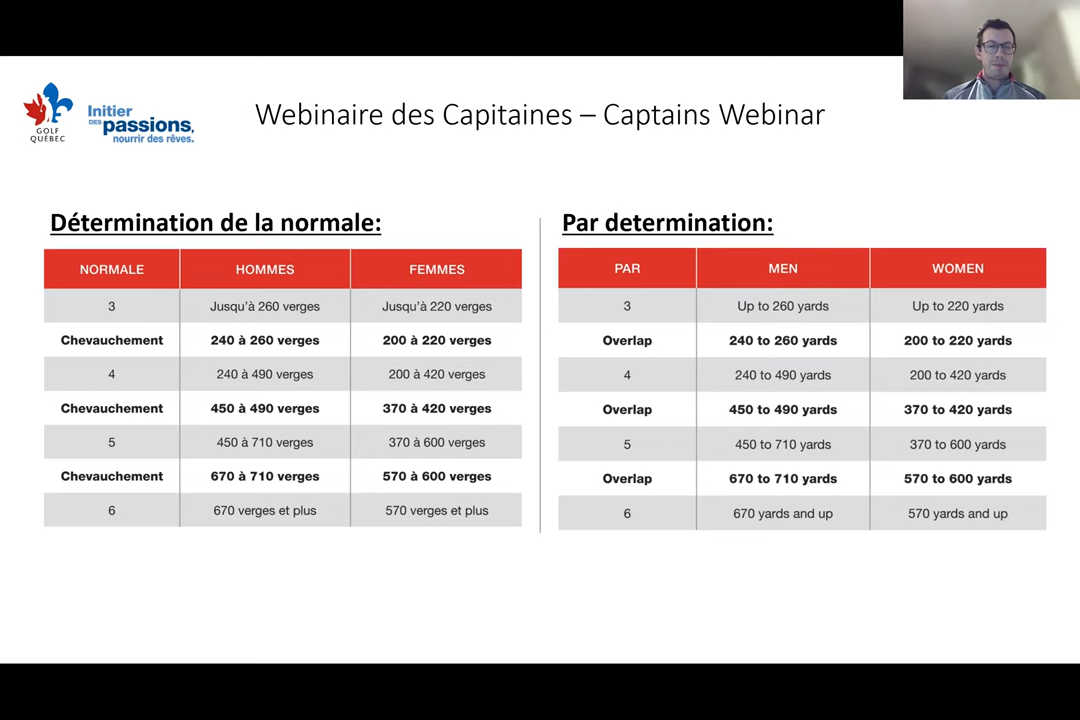 GOLF
QUÉBEC
Initier
DES passions,
nourrir des rêves.
Webinaire des Capitaines – Captains Webinar
Détermination de la normale:
NORMALE HOMMES FEMMES
3 Jusqu'à 260 verges Jusqu'à 220 verges
Chevauchement 240 à 260 verges 200 à 220 verges
4 240 à 490 verges 200 à 420 verges
Chevauchement 450 à 490 verges 370 à 420 verges
5 450 à 710 verges 370 à 600 verges
Chevauchement 670 à 710 verges 570 à 600 verges
6 670 verges et plus 570 verges et plus
Par determination:
PAR MEN WOMEN
3 Up to 260 yards Up to 220 yards
Overlap 240 to 260 yards 200 to 220 yards
4 240 to 490 yards 200 to 420 yards
Overlap 450 to 490 yards 370 to 420 yards
5 450 to 710 yards 370 to 600 yards
Overlap 670 to 710 yards 570 to 600 yards
6 670 yards and up 570 yards and up